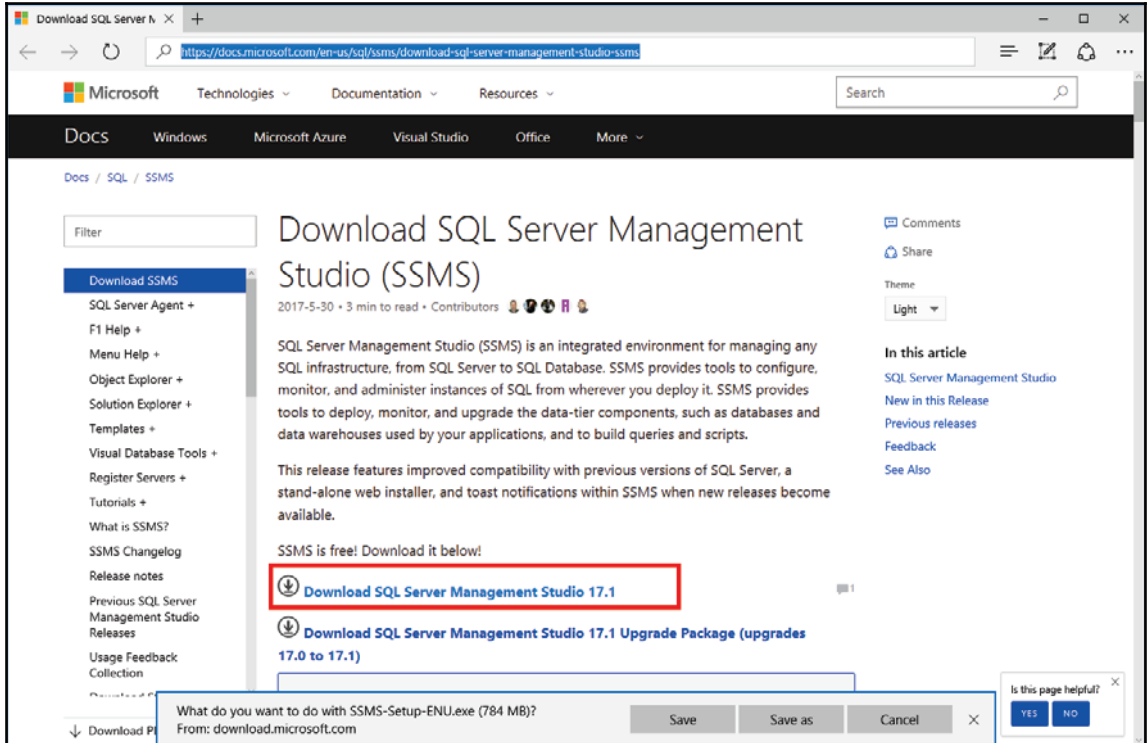 Download SQL Server M
https://docs.microsoft.com/en-us/sql/ssms/download-sql-server-management-studio-ssms
Microsoft Technologies Documentation Resources Search
Docs Windows Microsoft Azure Visual Studio Office More
Docs / SQL / SSMS
Filter
Download SSMS
SQL Server Agent +
F1 Help +
Menu Help +
Object Explorer +
Solution Explorer +
Templates +
Visual Database Tools +
Register Servers +
Tutorials +
What is SSMS?
SSMS Changelog
Release notes
Previous SQL Server
Management Studio
Releases
Usage Feedback
Collection
Download
Download SQL Server Management
Studio (SSMS)
2017-5-30 • 3 min to read • Contributors
SQL Server Management Studio (SSMS) is an integrated environment for managing any
SQL infrastructure, from SQL Server to SQL Database. SSMS provides tools to configure,
monitor, and administer instances of SQL from wherever you deploy it. SSMS provides
tools to deploy, monitor, and upgrade the data-tier components, such as databases and
data warehouses used by your applications, and to build queries and scripts.
This release features improved compatibility with previous versions of SQL Server, a
stand-alone web installer, and toast notifications within SSMS when new releases become
available.
SSMS is free! Download it below!
Download SQL Server Management Studio 17.1
1
Download SQL Server Management Studio 17.1 Upgrade Package (upgrades
17.0 to 17.1)
Comments
Share
Theme
Light
In this article
SQL Server Management Studio
New in this Release
Previous releases
Feedback
See Also
What do you want to do with SSMS-Setup-ENU.exe (784 MB)?
From: download.microsoft.com
Save Save as Cancel
Is this page helpful?
YES NO